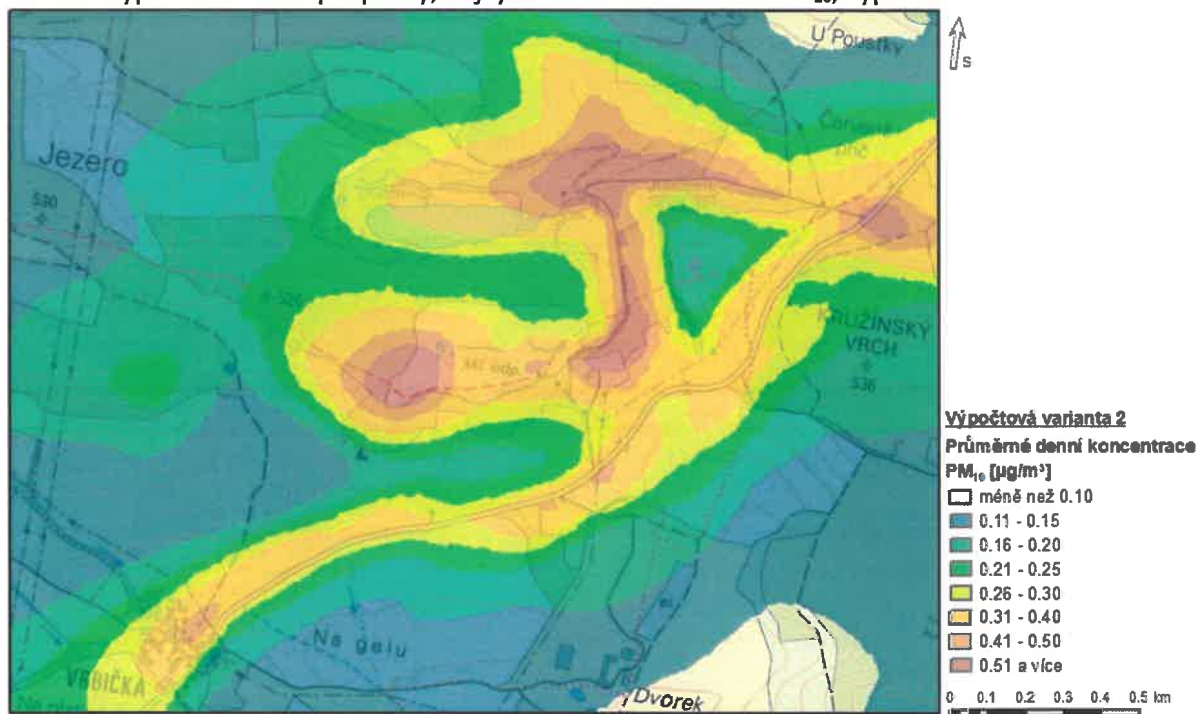 U Poustky
S
Jezero
530
KRUŽINSKÝ
VRCH
536
Výpočtová varianta 2
Průměrné denní koncentrace
PM₁₀ [µg/m³]
méně než 0.10
0.11 - 0.15
0.16 - 0.20
0.21 - 0.25
0.26 - 0.30
0.31 - 0.40
0.41 - 0.50
0.51 a více
Na gelu
VRBIČKA
Dvorek
0 0.1 0.2 0.3 0.4 0.5 km